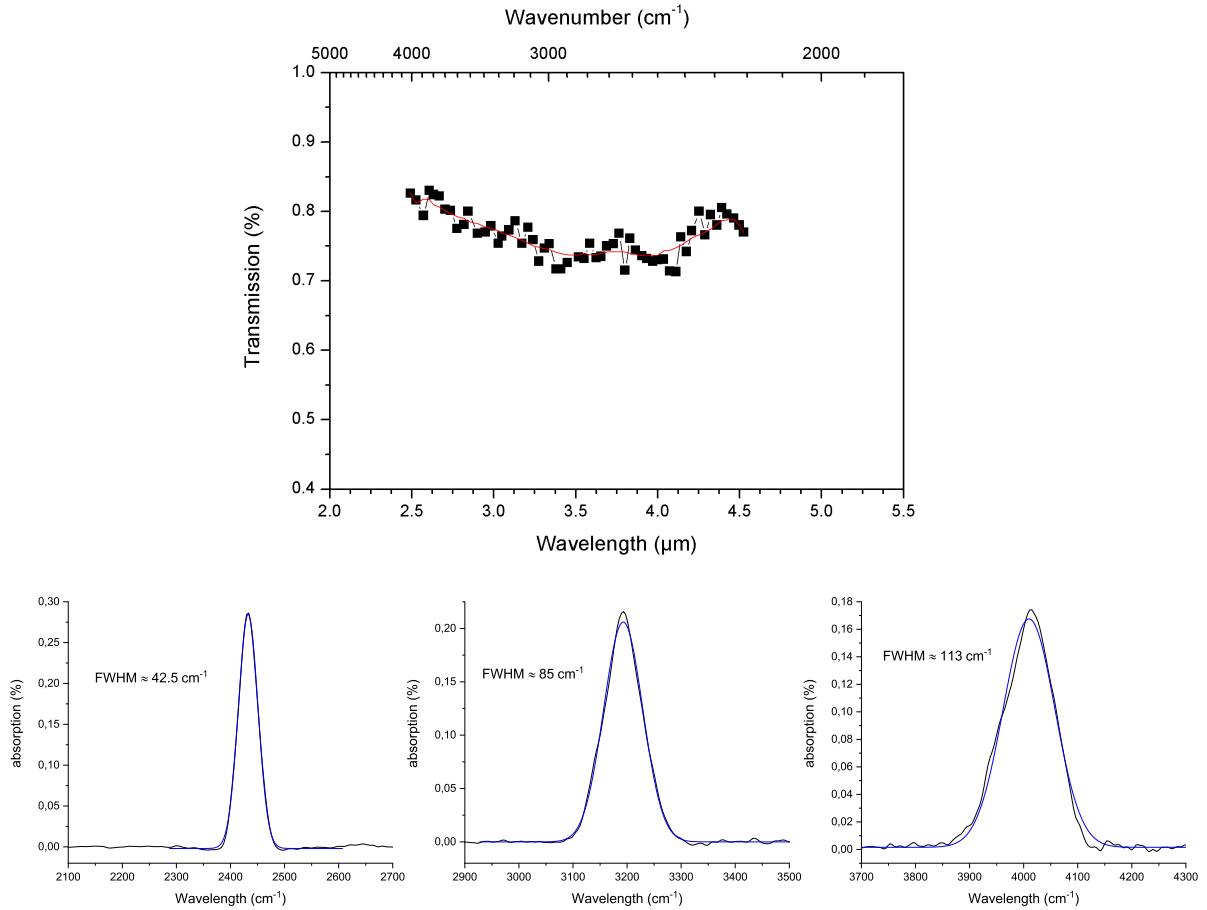 Wavenumber (cm-1)
5000 4000 3000 2000
1.0
0.9
0.8
0.7
0.6
0.5
0.4
Transmission (%)
2.0 2.5 3.0 3.5 4.0 4.5 5.0 5.5
Wavelength (µm)
0,30
0,25
0,20
0,15
0,10
0,05
0,00
absorption (%)
FWHM ≈ 42.5 cm-1
2100 2200 2300 2400 2500 2600 2700
Wavelength (cm-1)
0,20
0,15
0,10
0,05
0,00
absorption (%)
FWHM ≈ 85 cm-1
2900 3000 3100 3200 3300 3400 3500
Wavelength (cm-1)
0,18
0,16
0,14
0,12
0,10
0,08
0,06
0,04
0,02
0,00
absorption (%)
FWHM ≈ 113 cm-1
3700 3800 3900 4000 4100 4200 4300
Wavelength (cm-1)